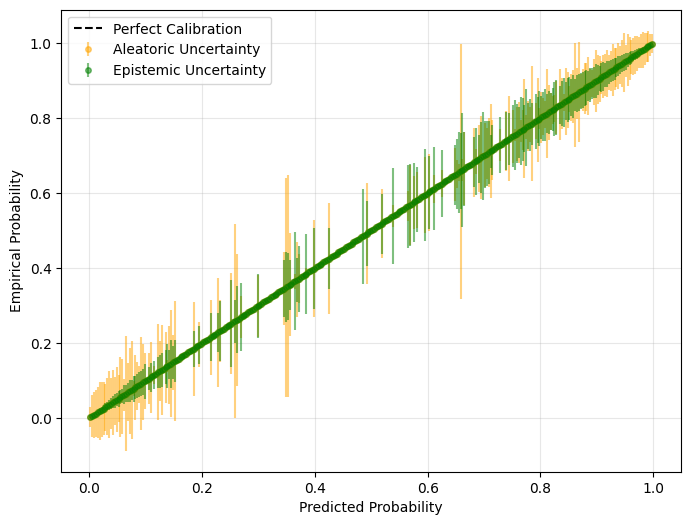 Perfect Calibration
Aleatoric Uncertainty
Epistemic Uncertainty
Empirical Probability
1.0
0.8
0.6
0.4
0.2
0.0
0.0 0.2 0.4 0.6 0.8 1.0
Predicted Probability